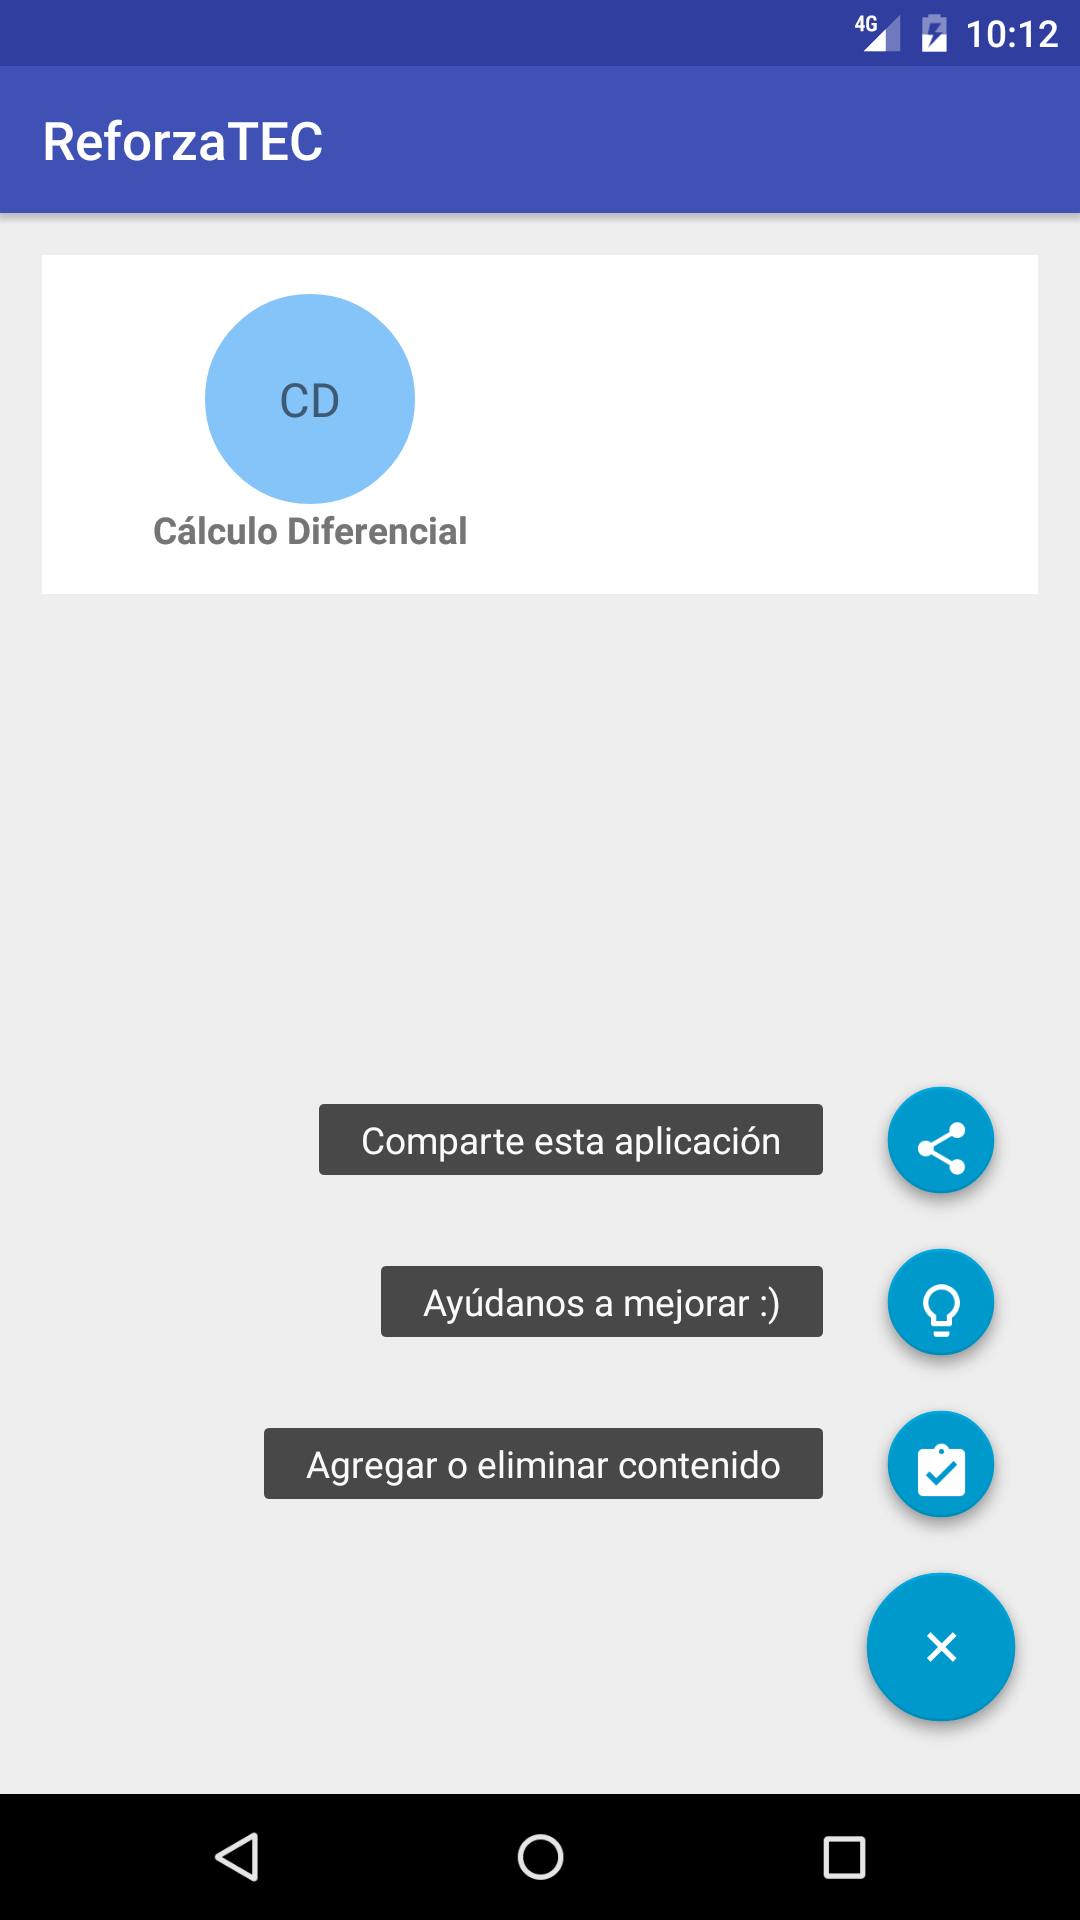 4G 10:12
ReforzaTEC
CD
Cálculo Diferencial
Comparte esta aplicación
Ayúdanos a mejorar :)
Agregar o eliminar contenido